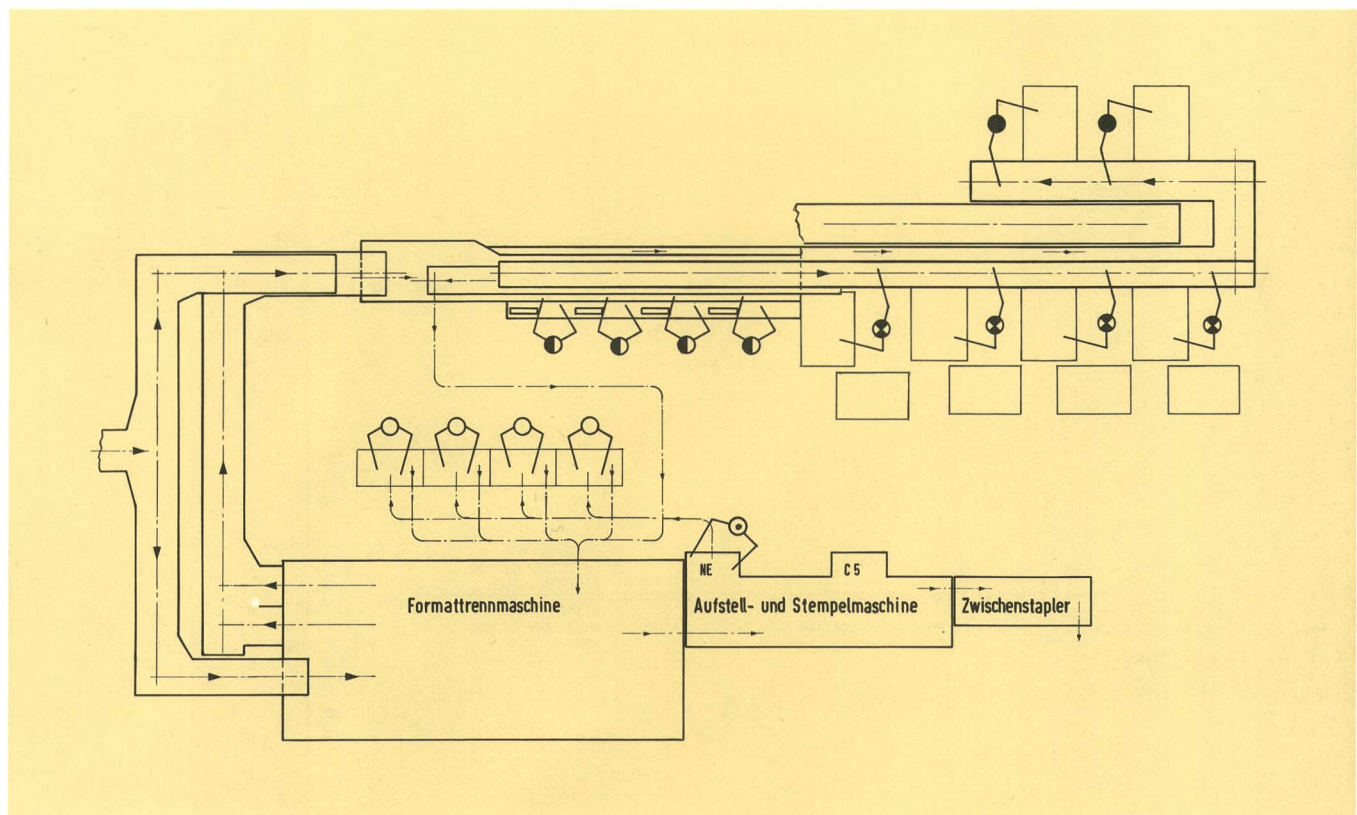 NE
C 5
Formattrennmaschine
Aufstell- und Stempelmaschine
Zwischenstapler